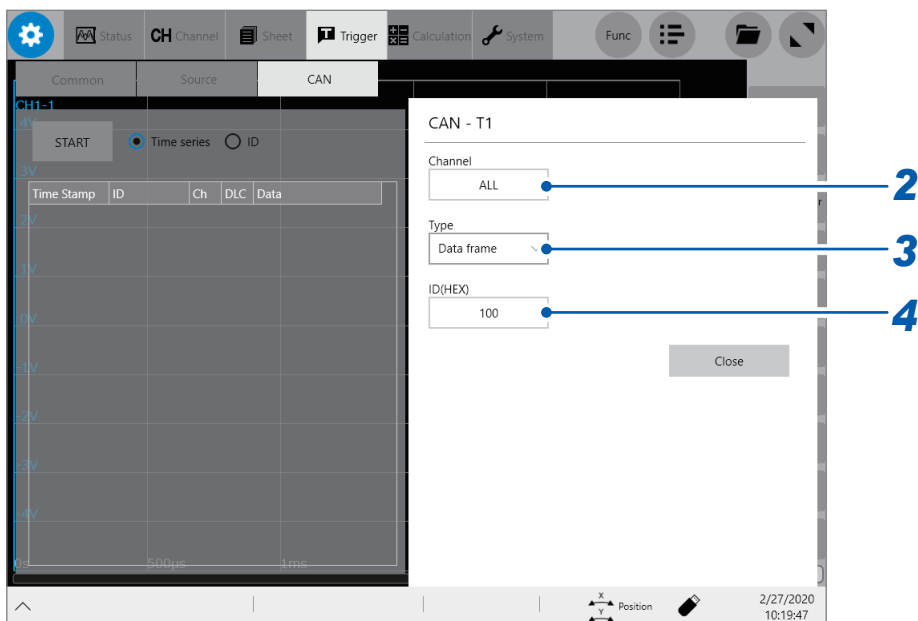 Status CH Channel Sheet Trigger Calculation System Func
Common Source CAN
CH1-1
4V
START Time series ID
3V
Time Stamp ID Ch DLC Data
2V
1V
0V
-1V
-2V
-3V
-4V
0s 500µs 1ms
CAN - T1
Channel
ALL
2
r
Type
Data frame
3
ID(HEX)
100
4
Close
X
Y
Position
2/27/2020
10:19:47